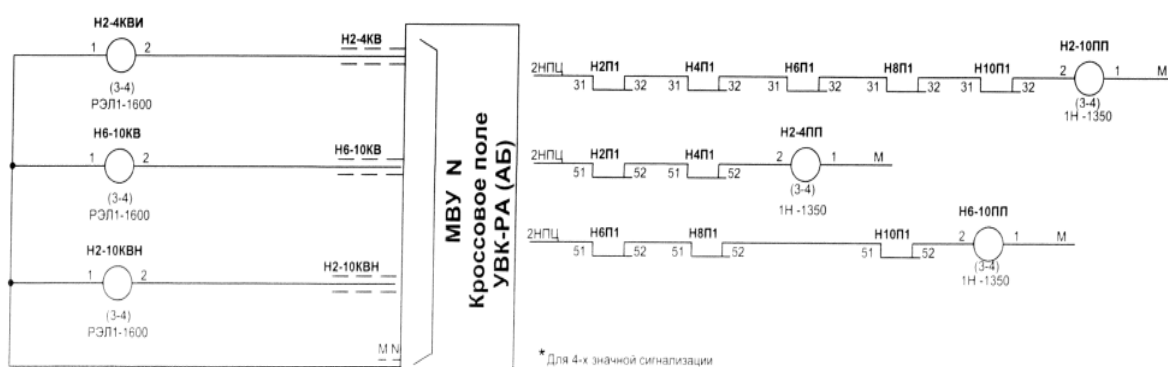 Н2-4КВИ
1 2
Н2-4КВ
(3-4)
РЭЛ1-1600
Н6-10КВ
1 2
Н6-10КВ
(3-4)
РЭЛ1-1600
Н2-10КВН
1 2
Н2-10КВН
(3-4)
РЭЛ1-1600
М N
МВУ N
Кроссовое поле
УВК-РА (АБ)
Н2-10ПП
2НПЦ Н2П1 Н4П1 Н6П1 Н8П1 Н10П1 2 1 М
31 32 31 32 31 32 31 32 31 32
(3-4)
1Н -1350
Н2-4ПП
2НПЦ Н2П1 Н4П1 2 1 М
51 52 51 52
(3-4)
1Н -1350
Н6-10ПП
2НПЦ Н6П1 Н8П1 Н10П1 2 1 М
51 52 51 52 51 52
(3-4)
1Н -1350
* Для 4-х значной сигнализации